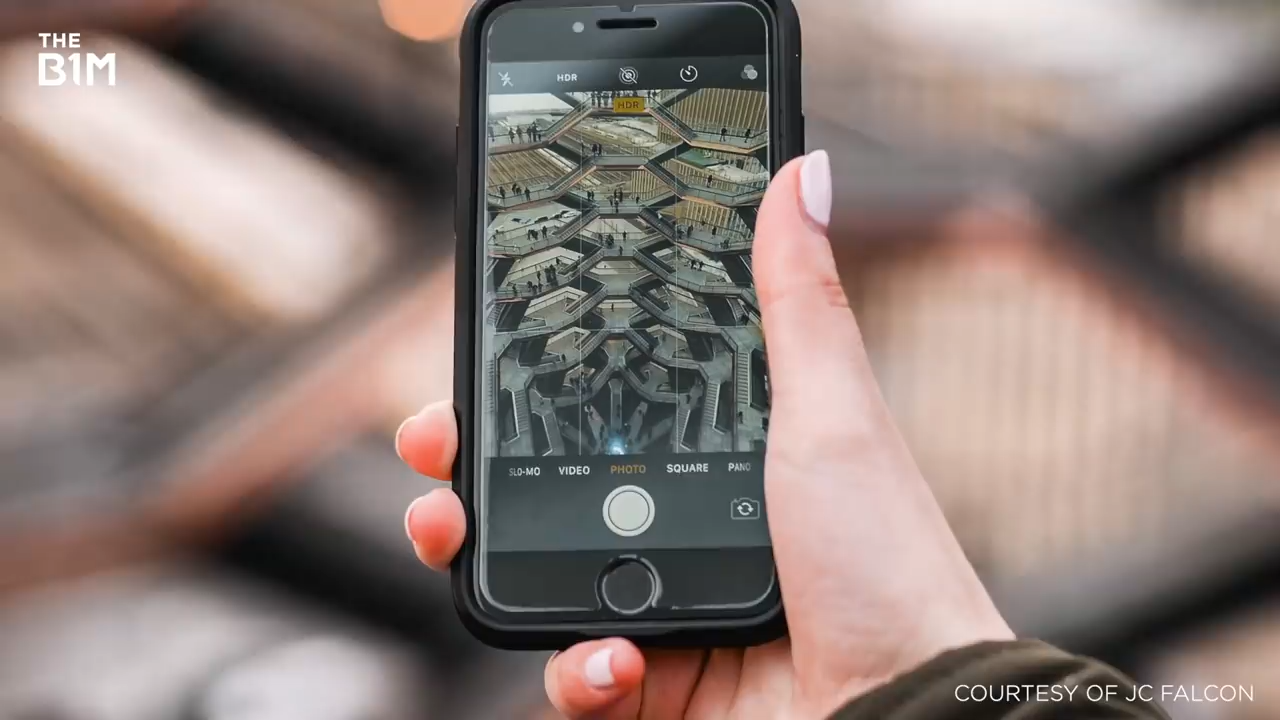 THE
B1M
HDR
HDR
SLO-MO VIDEO PHOTO SQUARE PANO
COURTESY OF JC FALCON